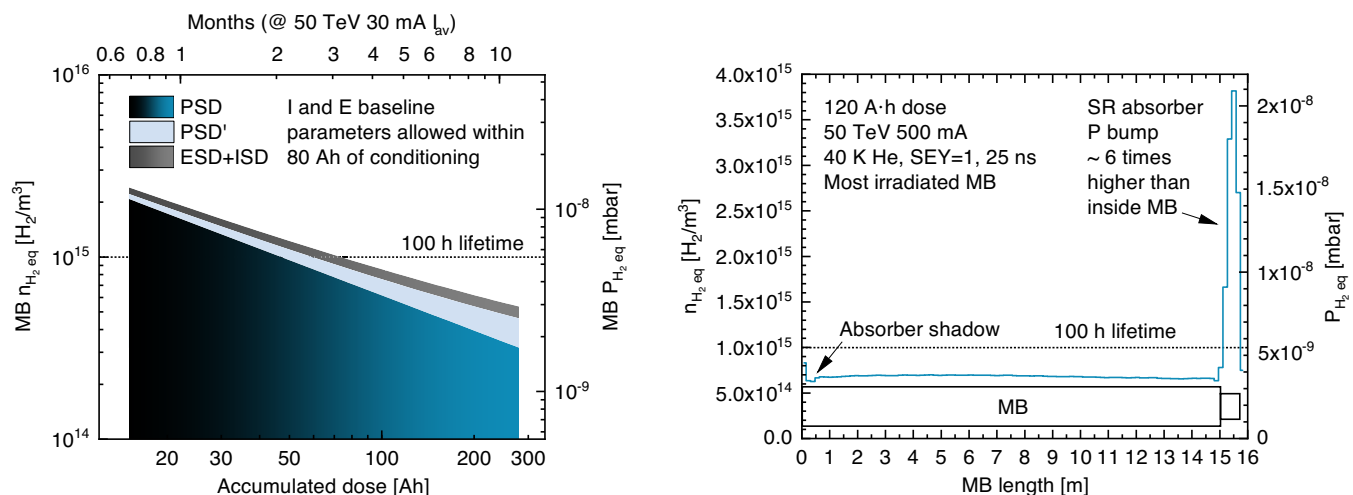 Months (@ 50 TeV 30 mA I_av)
0.6 0.8 1 2 3 4 5 6 8 10
10^16
10^15
10^14
MB n_H2 eq [H2/m^3]
PSD
PSD'
ESD+ISD
I and E baseline
parameters allowed within
80 Ah of conditioning
100 h lifetime
10^-8
10^-9
MB P_H2 eq [mbar]
20 30 50 100 200 300
Accumulated dose [Ah]
4.0x10^15
3.5x10^15
3.0x10^15
2.5x10^15
2.0x10^15
1.5x10^15
1.0x10^15
5.0x10^14
0.0
n_H2 eq [H2/m^3]
120 A·h dose
50 TeV 500 mA
40 K He, SEY=1, 25 ns
Most irradiated MB
SR absorber
P bump
~ 6 times
higher than
inside MB
Absorber shadow
100 h lifetime
MB
2x10^-8
1.5x10^-8
1x10^-8
5x10^-9
0
P_H2 eq [mbar]
0 1 2 3 4 5 6 7 8 9 10 11 12 13 14 15 16
MB length [m]